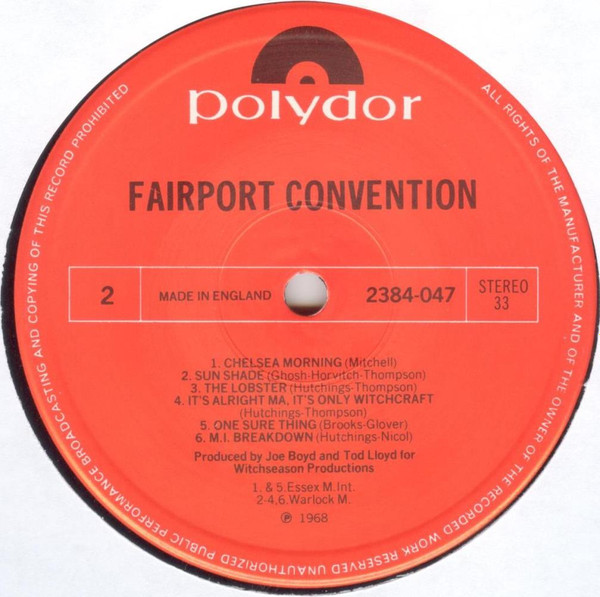 polydor
FAIRPORT CONVENTION
2
MADE IN ENGLAND
2384-047
STEREO
33
1. CHELSEA MORNING (Mitchell)
2. SUN SHADE (Ghosh-Horvitch-Thompson)
3. THE LOBSTER (Hutchings-Thompson)
4. IT'S ALRIGHT MA, IT'S ONLY WITCHCRAFT
(Hutchings-Thompson)
5. ONE SURE THING (Brooks-Glover)
6. M.I. BREAKDOWN (Hutchings-Nicol)
Produced by Joe Boyd and Tod Lloyd for
Witchseason Productions
1. & 5. Essex M. Int.
2-4,6. Warlock M.
℗ 1968
ALL RIGHTS OF THE MANUFACTURER AND OF THE OWNER OF THE RECORDED WORK RESERVED UNAUTHORIZED PUBLIC PERFORMANCE BROADCASTING AND COPYING OF THIS RECORD PROHIBITED